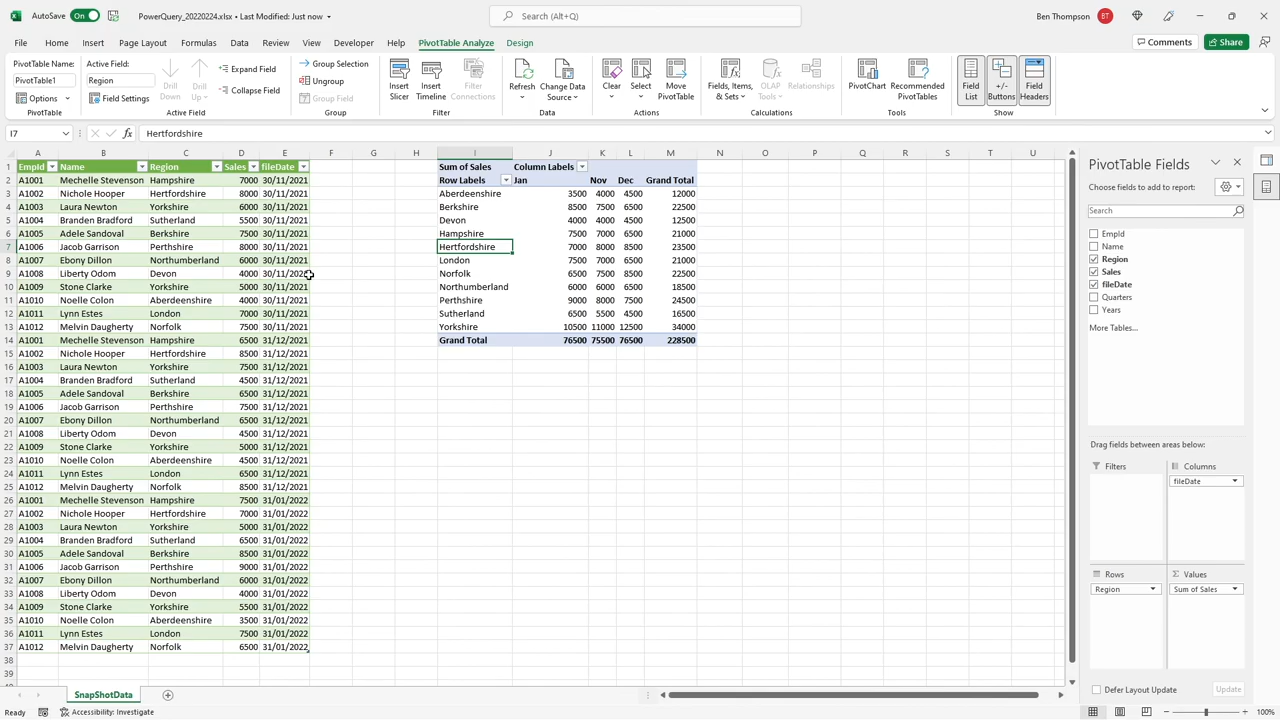 AutoSave On PowerQuery_20220224.xlsx • Last Modified: Just now Search (Alt+Q) Ben Thompson BT
File Home Insert Page Layout Formulas Data Review View Developer Help PivotTable Analyze Design Comments Share
PivotTable Name: Active Field:
PivotTable1 Region
Options Field Settings
Drill Down Drill Up Expand Field Collapse Field
Group Selection
Ungroup
Group Field
Insert Slicer Insert Timeline Filter Connections Refresh Change Data Source Clear Select Move PivotTable Fields, Items, & Sets OLAP Tools Relationships PivotChart Recommended PivotTables Field List +/- Buttons Field Headers
PivotTable Active Field Group Filter Data Actions Calculations Tools Show
I7 fx Hertfordshire
A B C D E F G H I J K L M N O P Q R S T U
1 EmpId Name Region Sales fileDate Sum of Sales Column Labels
2 A1001 Mechelle Stevenson Hampshire 7000 30/11/2021 Row Labels Jan Nov Dec Grand Total
3 A1002 Nichole Hooper Hertfordshire 8000 30/11/2021 Aberdeenshire 3500 4000 4500 12000
4 A1003 Laura Newton Yorkshire 6000 30/11/2021 Berkshire 8500 7500 6500 22500
5 A1004 Branden Bradford Sutherland 5500 30/11/2021 Devon 4000 4000 4500 12500
6 A1005 Adele Sandoval Berkshire 7500 30/11/2021 Hampshire 7500 7000 6500 21000
7 A1006 Jacob Garrison Perthshire 8000 30/11/2021 Hertfordshire 7000 8000 8500 23500
8 A1007 Ebony Dillon Northumberland 6000 30/11/2021 London 7500 7000 6500 21000
9 A1008 Liberty Odom Devon 4000 30/11/2021 Norfolk 6500 7500 8500 22500
10 A1009 Stone Clarke Yorkshire 5000 30/11/2021 Northumberland 6000 6000 6500 18500
11 A1010 Noelle Colon Aberdeenshire 4000 30/11/2021 Perthshire 9000 8000 7500 24500
12 A1011 Lynn Estes London 7000 30/11/2021 Sutherland 6500 5500 4500 16500
13 A1012 Melvin Daugherty Norfolk 7500 30/11/2021 Yorkshire 10500 11000 12500 34000
14 A1001 Mechelle Stevenson Hampshire 6500 31/12/2021 Grand Total 76500 75500 76500 228500
15 A1002 Nichole Hooper Hertfordshire 8500 31/12/2021
16 A1003 Laura Newton Yorkshire 7500 31/12/2021
17 A1004 Branden Bradford Sutherland 4500 31/12/2021
18 A1005 Adele Sandoval Berkshire 6500 31/12/2021
19 A1006 Jacob Garrison Perthshire 7500 31/12/2021
20 A1007 Ebony Dillon Northumberland 6500 31/12/2021
21 A1008 Liberty Odom Devon 4500 31/12/2021
22 A1009 Stone Clarke Yorkshire 5000 31/12/2021
23 A1010 Noelle Colon Aberdeenshire 4500 31/12/2021
24 A1011 Lynn Estes London 6500 31/12/2021
25 A1012 Melvin Daugherty Norfolk 8500 31/12/2021
26 A1001 Mechelle Stevenson Hampshire 7500 31/01/2022
27 A1002 Nichole Hooper Hertfordshire 7000 31/01/2022
28 A1003 Laura Newton Yorkshire 5000 31/01/2022
29 A1004 Branden Bradford Sutherland 6500 31/01/2022
30 A1005 Adele Sandoval Berkshire 8500 31/01/2022
31 A1006 Jacob Garrison Perthshire 9000 31/01/2022
32 A1007 Ebony Dillon Northumberland 6000 31/01/2022
33 A1008 Liberty Odom Devon 4000 31/01/2022
34 A1009 Stone Clarke Yorkshire 5500 31/01/2022
35 A1010 Noelle Colon Aberdeenshire 3500 31/01/2022
36 A1011 Lynn Estes London 7500 31/01/2022
37 A1012 Melvin Daugherty Norfolk 6500 31/01/2022
38
39
PivotTable Fields
Choose fields to add to report:
Search
EmpId
Name
Region
Sales
fileDate
Quarters
Years
More Tables...
Drag fields between areas below:
Filters Columns
fileDate
Rows Values
Region Sum of Sales
Defer Layout Update Update
SnapShotData
Ready Accessibility: Investigate 100%